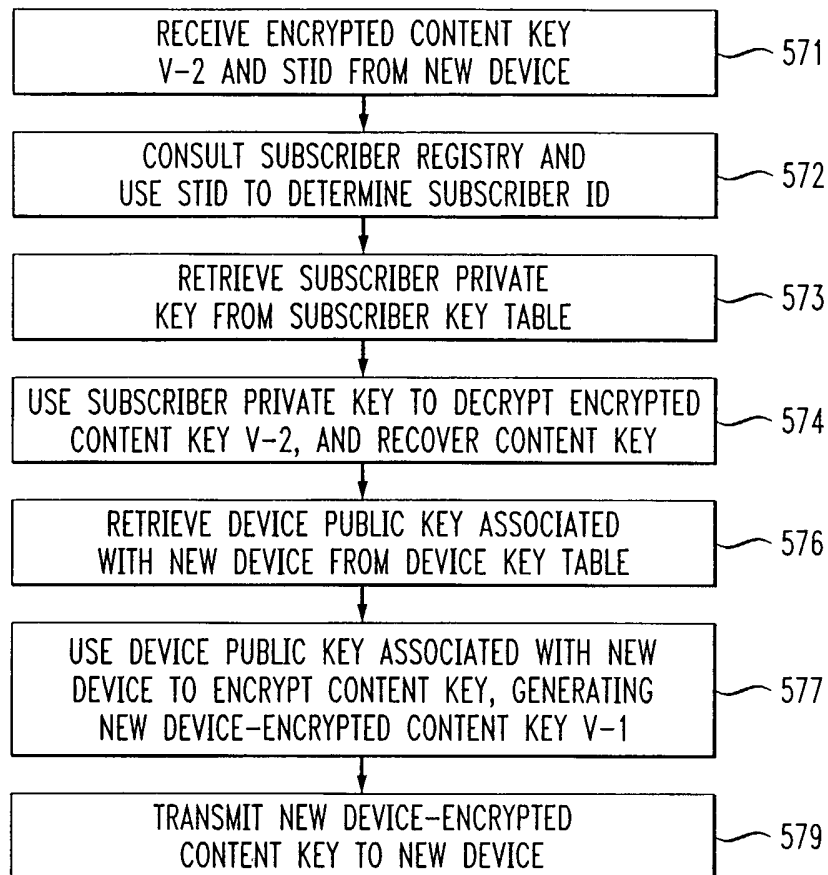 RECEIVE ENCRYPTED CONTENT KEY
V-2 AND STID FROM NEW DEVICE
571
CONSULT SUBSCRIBER REGISTRY AND
USE STID TO DETERMINE SUBSCRIBER ID
572
RETRIEVE SUBSCRIBER PRIVATE
KEY FROM SUBSCRIBER KEY TABLE
573
USE SUBSCRIBER PRIVATE KEY TO DECRYPT ENCRYPTED
CONTENT KEY V-2, AND RECOVER CONTENT KEY
574
RETRIEVE DEVICE PUBLIC KEY ASSOCIATED
WITH NEW DEVICE FROM DEVICE KEY TABLE
576
USE DEVICE PUBLIC KEY ASSOCIATED WITH NEW
DEVICE TO ENCRYPT CONTENT KEY, GENERATING
NEW DEVICE-ENCRYPTED CONTENT KEY V-1
577
TRANSMIT NEW DEVICE-ENCRYPTED
CONTENT KEY TO NEW DEVICE
579